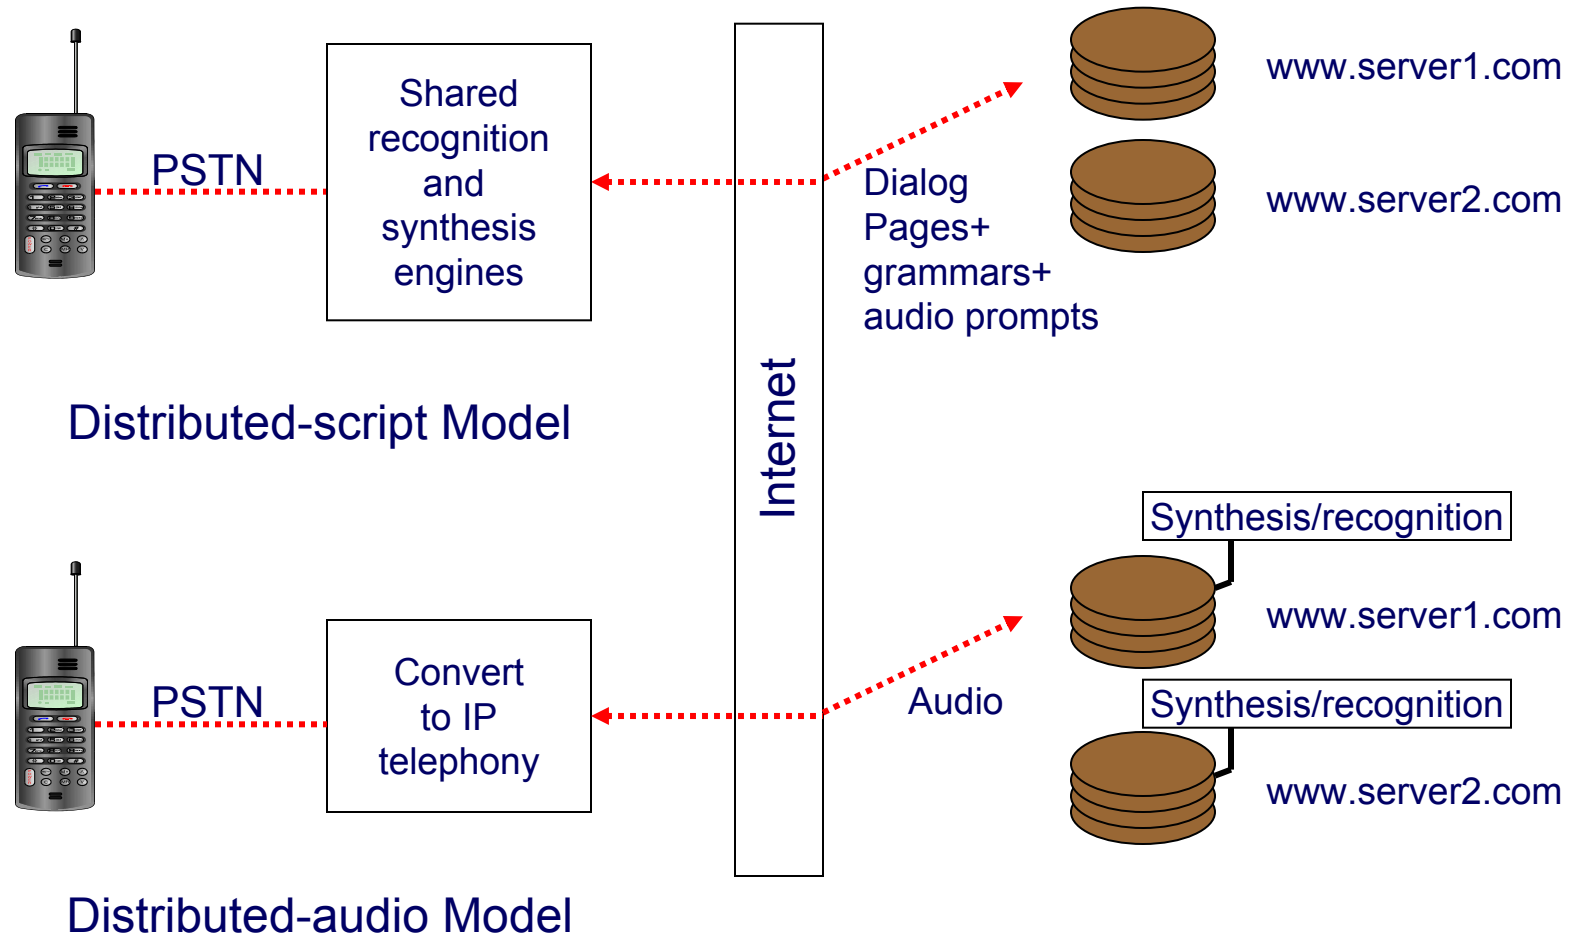 Shared
recognition
and
synthesis
engines
PSTN
www.server1.com
www.server2.com
Dialog
Pages+
grammars+
audio prompts
Internet
Distributed-script Model
Synthesis/recognition
www.server1.com
Synthesis/recognition
www.server2.com
Audio
PSTN
Convert
to IP
telephony
Distributed-audio Model